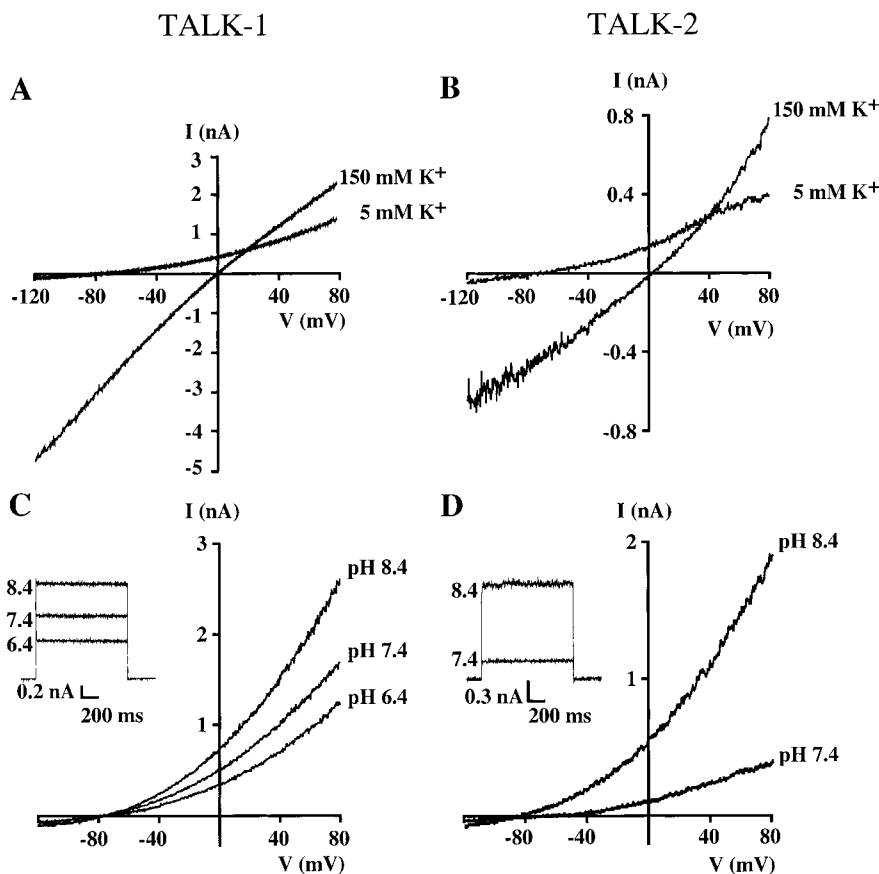 TALK-1
TALK-2
A
I (nA)
3
2
1
-1
-2
-3
-4
-5
-120
-80
-40
0
40
80
V (mV)
150 mM K+
5 mM K+
B
I (nA)
0.8
0.4
-0.4
-0.8
-120
-80
-40
0
40
80
V (mV)
150 mM K+
5 mM K+
C
I (nA)
3
2
1
-80
-40
0
40
80
V (mV)
pH 8.4
pH 7.4
pH 6.4
8.4
7.4
6.4
0.2 nA
200 ms
D
I (nA)
2
1
-80
-40
0
40
80
V (mV)
pH 8.4
pH 7.4
8.4
7.4
0.3 nA
200 ms